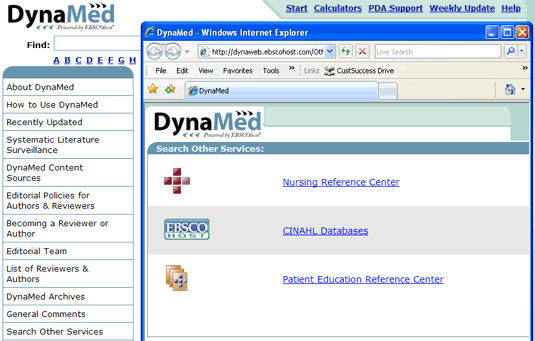 DynaMed
Powered by EBSCOhost
Start Calculators PDA Support Weekly Update Help
Find:
A B C D E F G H
About DynaMed
How to Use DynaMed
Recently Updated
Systematic Literature
Surveillance
DynaMed Content
Sources
Editorial Policies for
Authors & Reviewers
Becoming a Reviewer or
Author
Editorial Team
List of Reviewers &
Authors
DynaMed Archives
General Comments
Search Other Services
DynaMed - Windows Internet Explorer
http://dynaweb.ebscohost.com/Oth
Live Search
File Edit View Favorites Tools » Links CustSuccess Drive
DynaMed
»
DynaMed
Powered by EBSCOhost
Search Other Services:
Nursing Reference Center
EBSCO
HOST
CINAHL Databases
Patient Education Reference Center